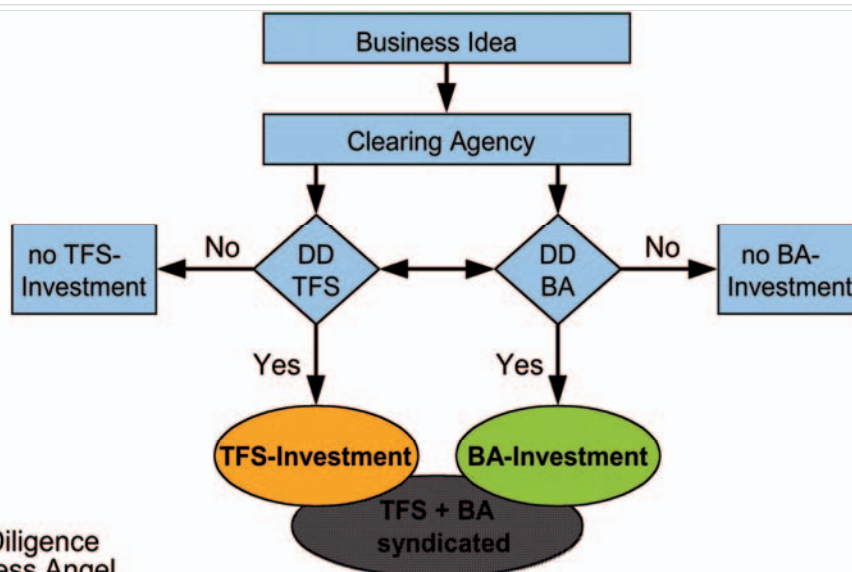 Business Idea
Clearing Agency
No
No
no TFS-
Investment
DD
TFS
DD
BA
no BA-
Investment
Yes
Yes
TFS-Investment
BA-Investment
TFS + BA
syndicated
Diligence
Angel